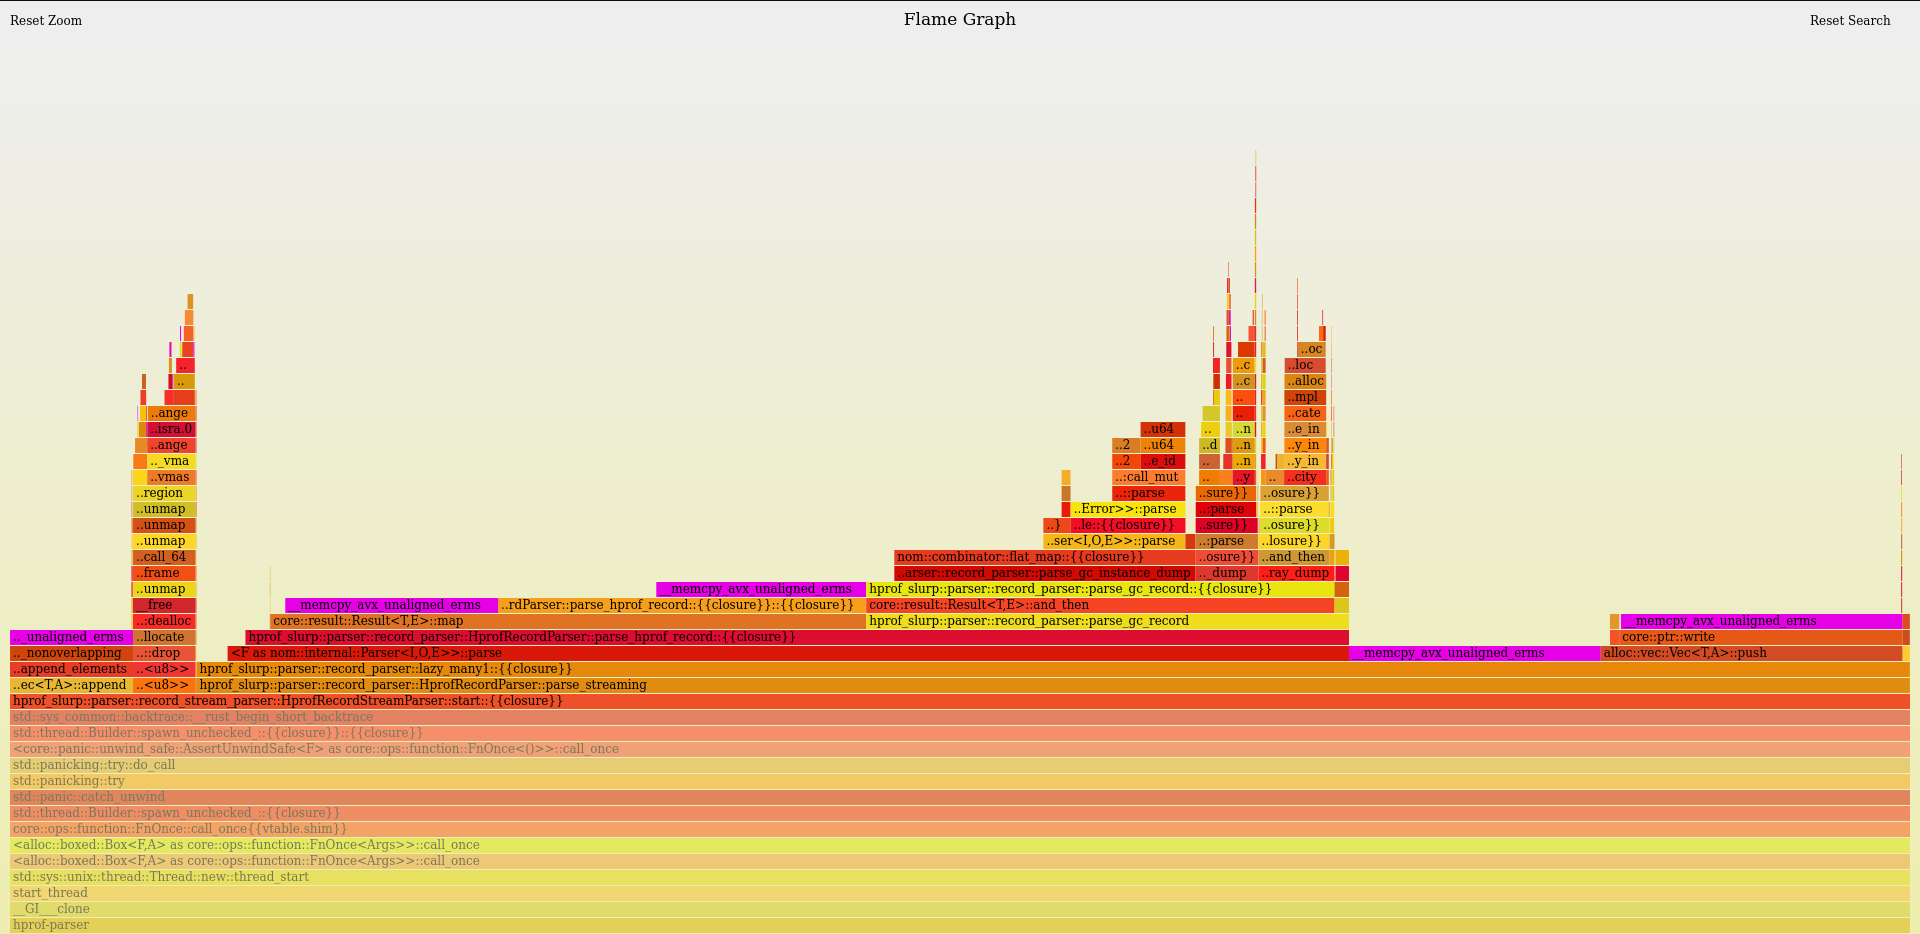 Reset Zoom
Flame Graph
Reset Search
..oc
..
..c
..loc
..
..c
..alloc
..
..mpl
..ange
..
..cate
..isra.0
..u64
..
..n
..e_in
..ange
..2
..u64
..d
..n
..y_in
.._vma
..2
..e_id
..
..n
..y_in
..vmas
..:call_mut
..
..y
..
..city
..region
..::parse
..sure}}
..osure}}
..unmap
..Error>>::parse
..:parse
..::parse
..unmap
..}
..le::{{closure}}
..sure}}
..osure}}
..unmap
..ser<I,O,E>>::parse
..:parse
..losure}}
..call_64
nom::combinator::flat_map::{{closure}}
..osure}}
..and_then
..frame
..arser::record_parser::parse_gc_instance_dump
.._dump
..ray_dump
..unmap
__memcpy_avx_unaligned_erms
hprof_slurp::parser::record_parser::parse_gc_record::{{closure}}
__free
__memcpy_avx_unaligned_erms
..rdParser::parse_hprof_record::{{closure}}::{{closure}}
core::result::Result<T,E>::and_then
..:dealloc
core::result::Result<T,E>::map
hprof_slurp::parser::record_parser::parse_gc_record
__memcpy_avx_unaligned_erms
.._unaligned_erms
..llocate
hprof_slurp::parser::record_parser::HprofRecordParser::parse_hprof_record::{{closure}}
core::ptr::write
.._nonoverlapping
..::drop
<F as nom::internal::Parser<I,O,E>>::parse
__memcpy_avx_unaligned_erms
alloc::vec::Vec<T,A>::push
..append_elements
..<u8>>
hprof_slurp::parser::record_parser::lazy_many1::{{closure}}
..ec<T,A>::append
..<u8>>
hprof_slurp::parser::record_parser::HprofRecordParser::parse_streaming
hprof_slurp::parser::record_stream_parser::HprofRecordStreamParser::start::{{closure}}
std::sys_common::backtrace::__rust_begin_short_backtrace
std::thread::Builder::spawn_unchecked_::{{closure}}::{{closure}}
<core::panic::unwind_safe::AssertUnwindSafe<F> as core::ops::function::FnOnce<()>>::call_once
std::panicking::try::do_call
std::panicking::try
std::panic::catch_unwind
std::thread::Builder::spawn_unchecked_::{{closure}}
core::ops::function::FnOnce::call_once{{vtable.shim}}
<alloc::boxed::Box<F,A> as core::ops::function::FnOnce<Args>>::call_once
<alloc::boxed::Box<F,A> as core::ops::function::FnOnce<Args>>::call_once
std::sys::unix::thread::Thread::new::thread_start
start_thread
__GI___clone
hprof-parser